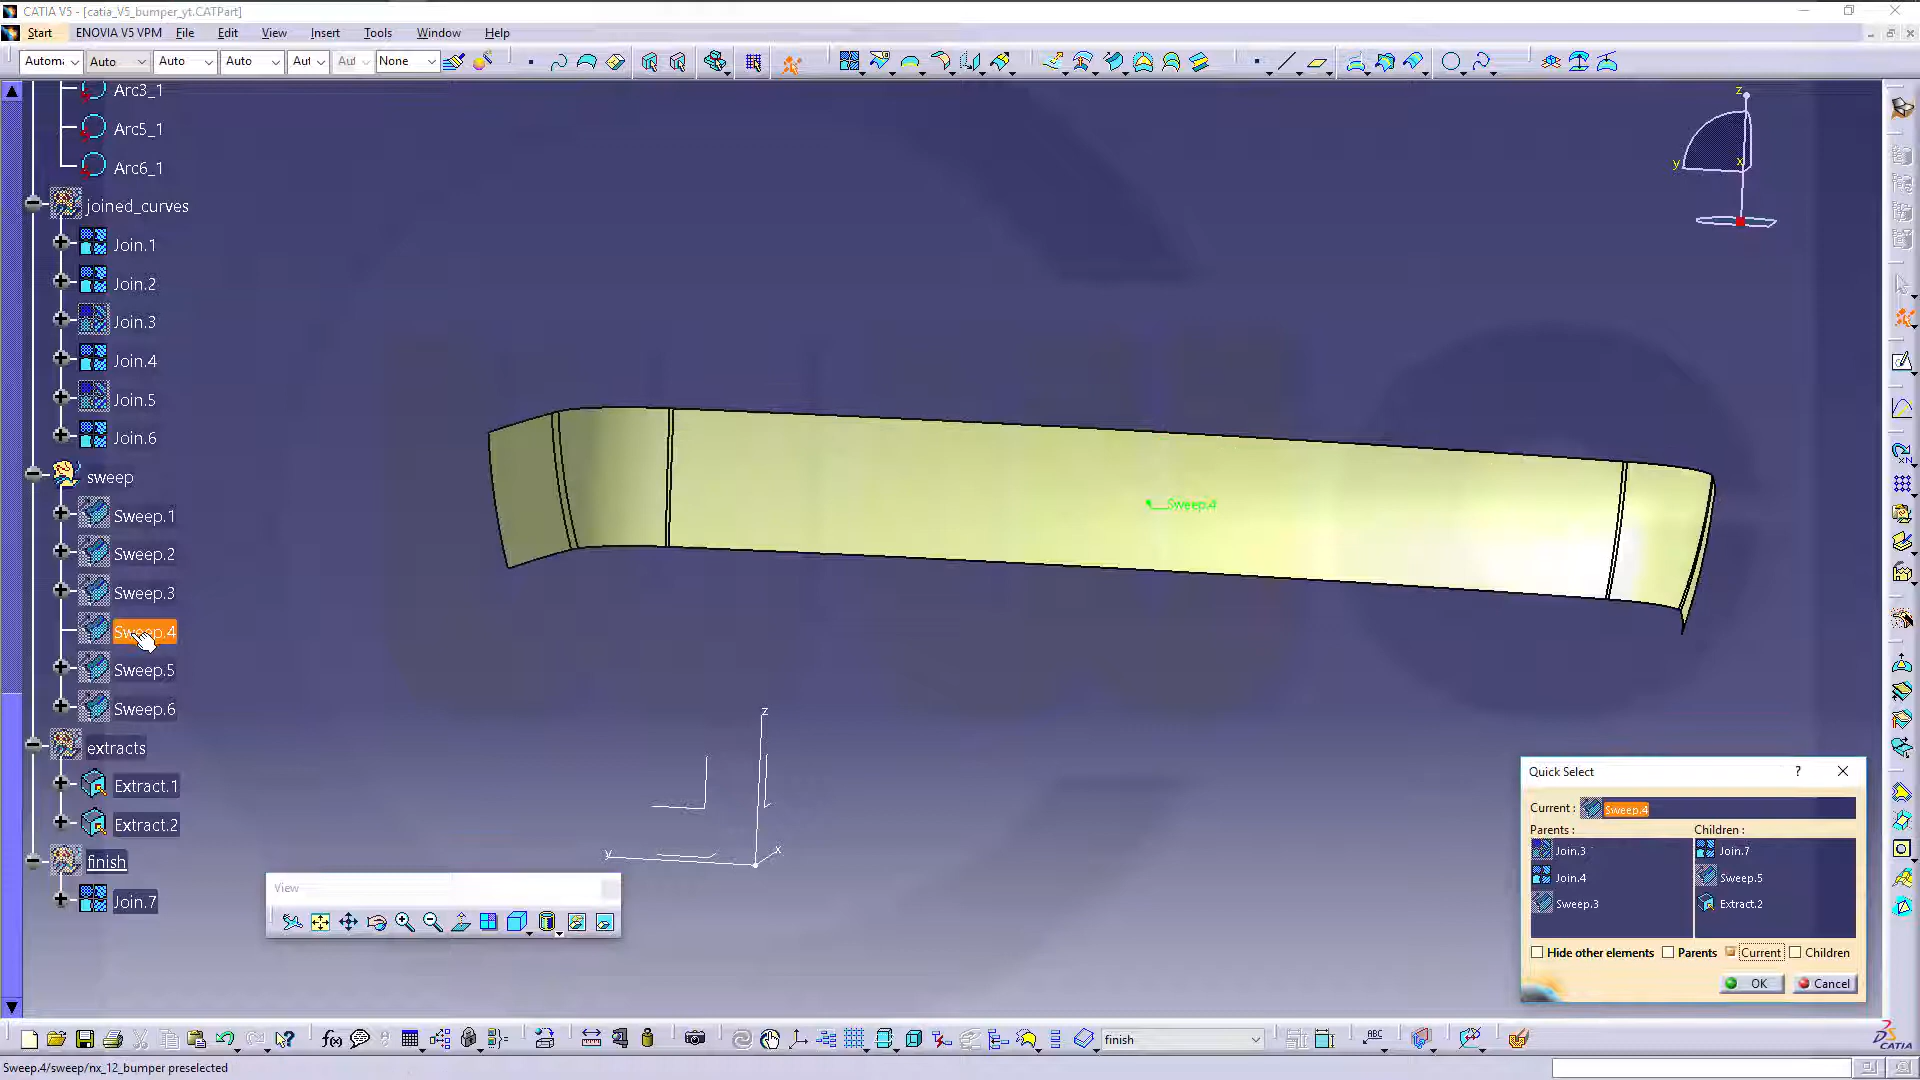 CATIA V5 - [catia_V5_bumper_yt.CATPart]
Start ENOVIA V5 VPM File Edit View Insert Tools Window Help
Automa Auto Auto Auto Aut Aut None
Arc3_1
Arc5_1
Arc6_1
joined_curves
Join.1
Join.2
Join.3
Join.4
Join.5
Join.6
sweep
Sweep.1
Sweep.2
Sweep.3
Sweep.4
Sweep.5
Sweep.6
extracts
Extract.1
Extract.2
finish
Join.7
Sweep.4
z
y
x
z
y
x
View
Quick Select ?
Current : Sweep.4
Parents : Children :
Join.3 Join.7
Join.4 Sweep.5
Sweep.3 Extract.2
Hide other elements Parents Current Children
OK Cancel
f(x) finish ABC
CATIA
Sweep.4/sweep/nx_12_bumper preselected